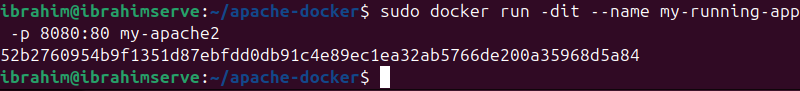 ibrahim@ibrahimserve:~/apache-docker$ sudo docker run -dit --name my-running-app
-p 8080:80 my-apache2
52b2760954b9f1351d87ebfdd0db91c4e89ec1ea32ab5766de200a35968d5a84
ibrahim@ibrahimserve:~/apache-docker$